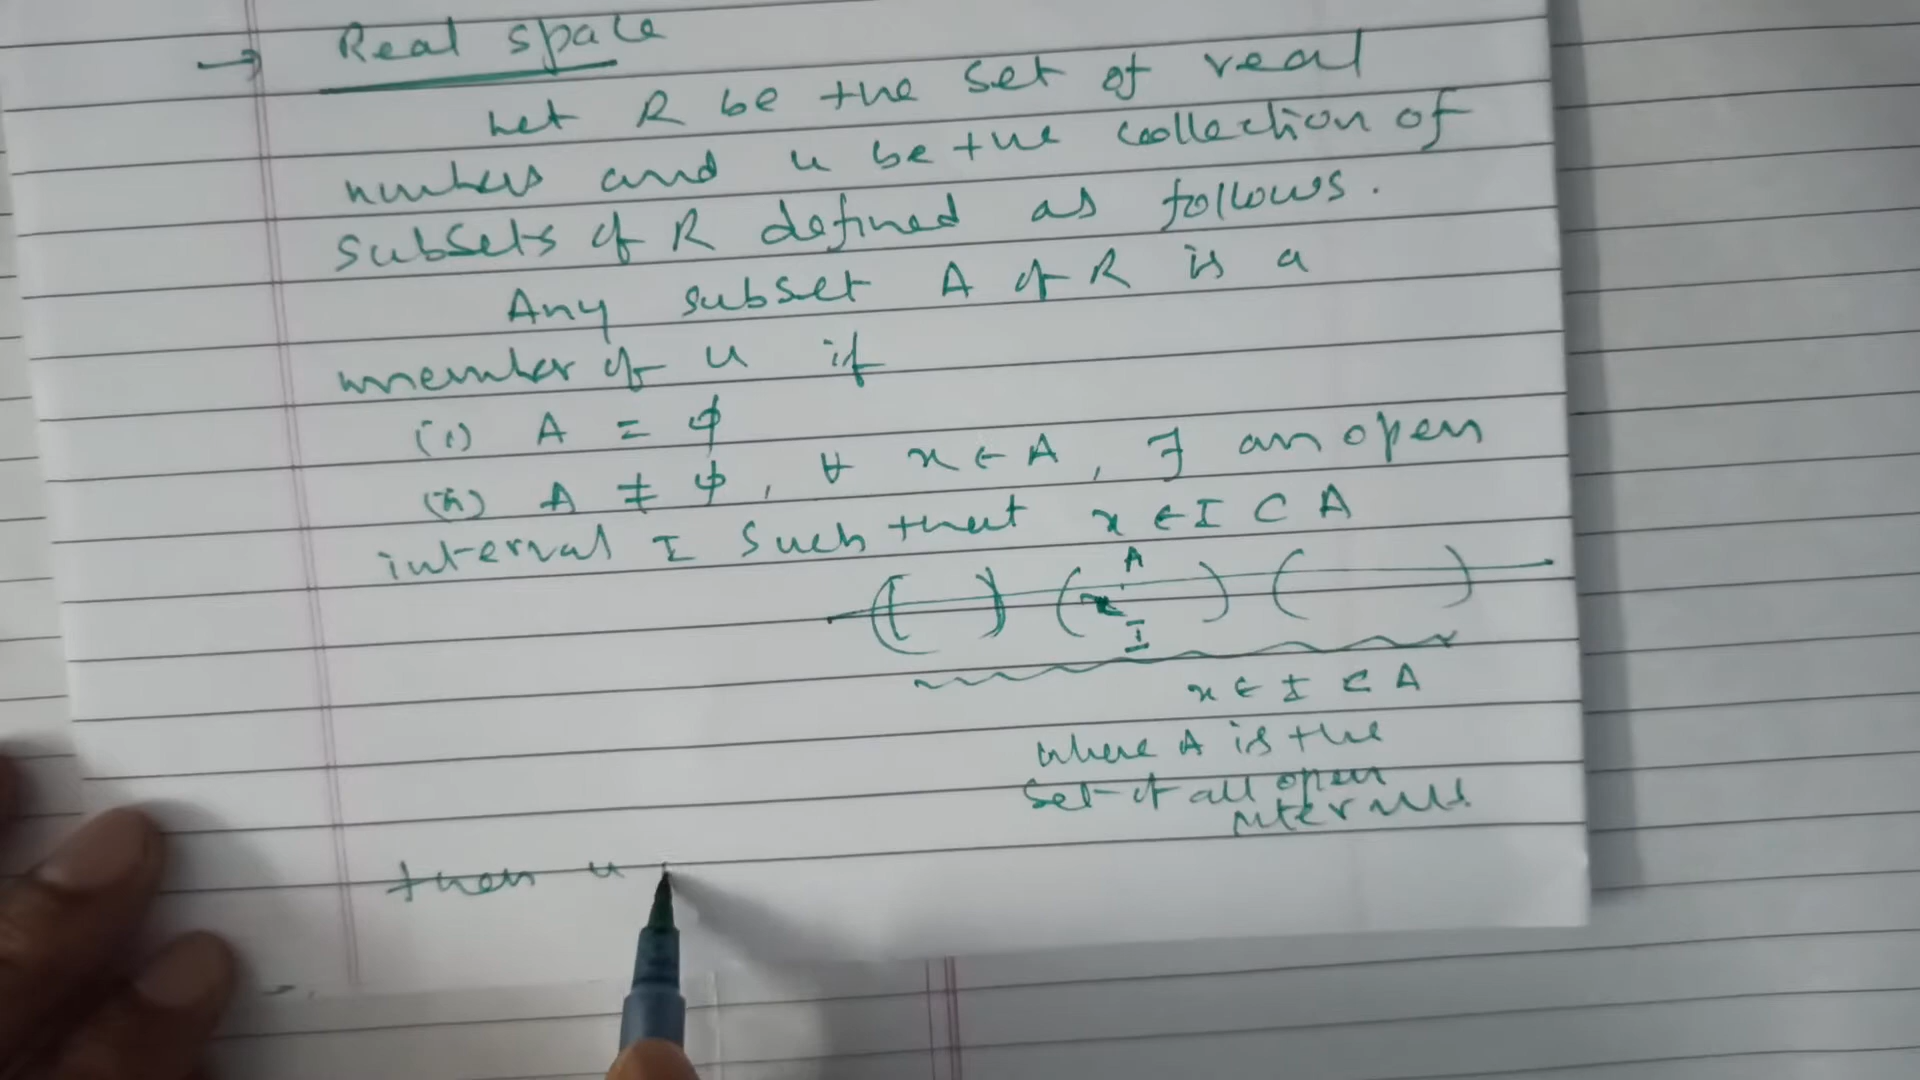 → Real space
Let R be the set of real
numbers and u be the collection of
subsets of R defined as follows.
Any subset A of R is a
member of u if
(i) A = ϕ
(ii) A ≠ ϕ, ∀ x ∈ A, ∃ an open
interval I such that x ∈ I ⊂ A
A
x
I
x ∈ I ⊂ A
where A is the
set of all open
intervals.
then u